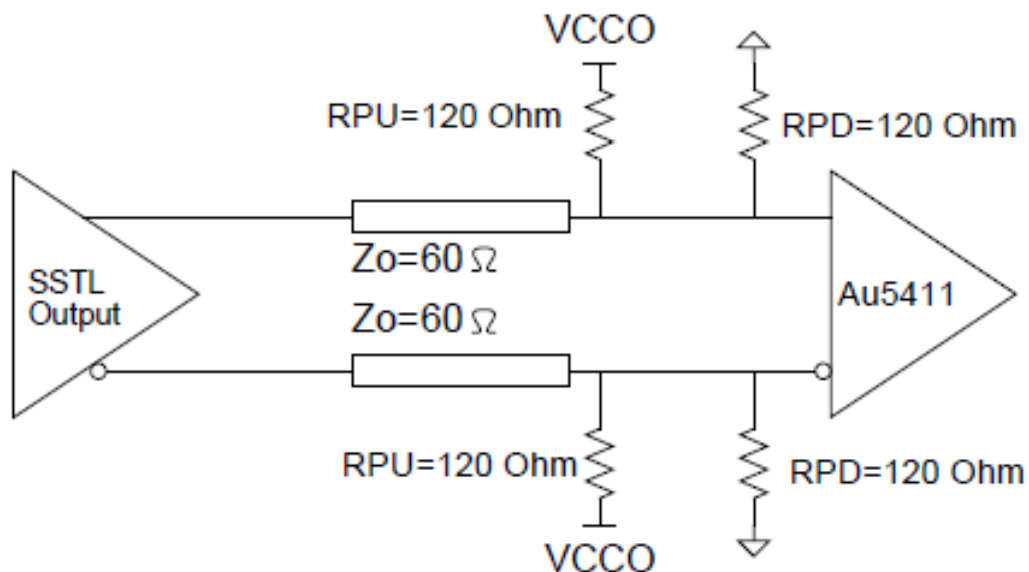 VCCO
RPU=120 Ohm
RPD=120 Ohm
SSTL
Output
Zo=60 Ω
Zo=60 Ω
Au5411
RPU=120 Ohm
RPD=120 Ohm
VCCO